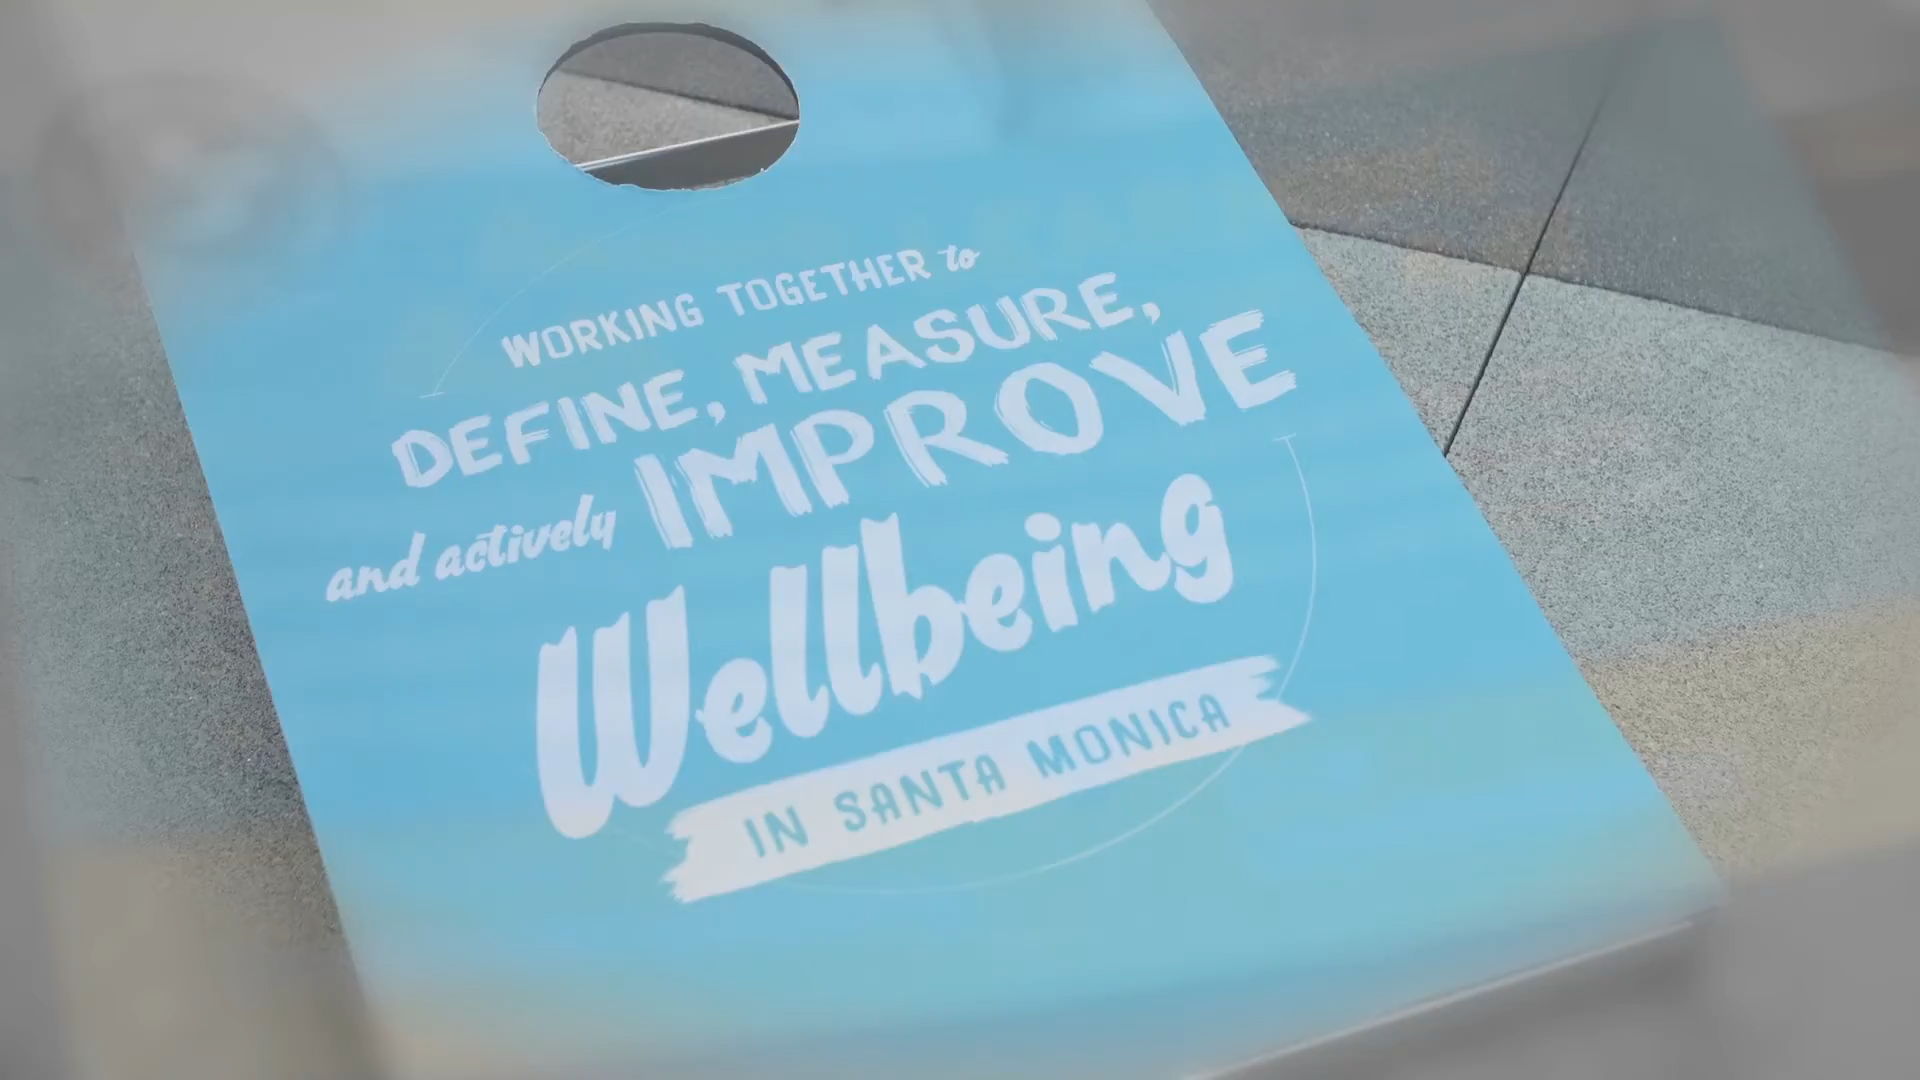 WORKING TOGETHER to
DEFINE, MEASURE,
and actively IMPROVE
Wellbeing
IN SANTA MONICA